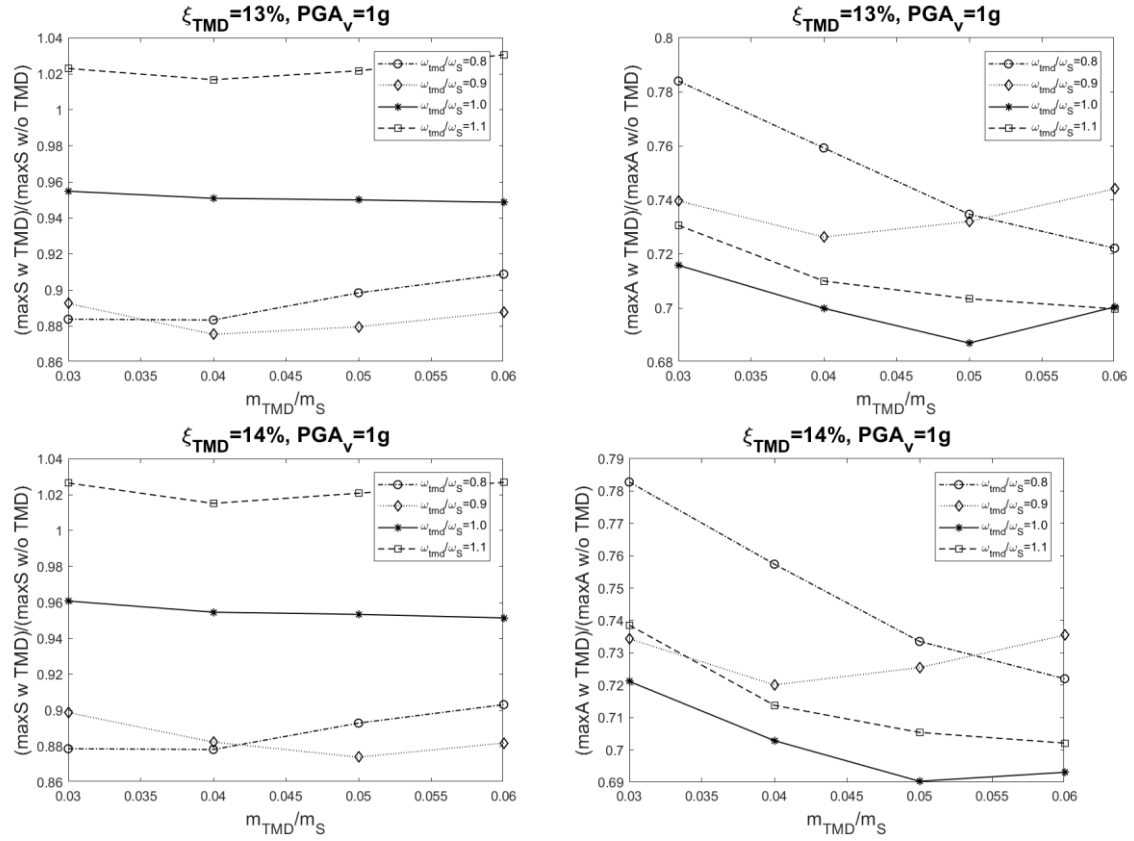 ξTMD=13%, PGAv=1g
(maxS w TMD)/(maxS w/o TMD)
1.04
1.02
1
0.98
0.96
0.94
0.92
0.9
0.88
0.86
ωtmd/ωS=0.8
ωtmd/ωS=0.9
ωtmd/ωS=1.0
ωtmd/ωS=1.1
0.03 0.035 0.04 0.045 0.05 0.055 0.06
mTMD/mS
ξTMD=13%, PGAv=1g
(maxA w TMD)/(maxA w/o TMD)
0.8
0.78
0.76
0.74
0.72
0.7
0.68
ωtmd/ωS=0.8
ωtmd/ωS=0.9
ωtmd/ωS=1.0
ωtmd/ωS=1.1
0.03 0.035 0.04 0.045 0.05 0.055 0.06
mTMD/mS
ξTMD=14%, PGAv=1g
(maxS w TMD)/(maxS w/o TMD)
1.04
1.02
1
0.98
0.96
0.94
0.92
0.9
0.88
0.86
ωtmd/ωS=0.8
ωtmd/ωS=0.9
ωtmd/ωS=1.0
ωtmd/ωS=1.1
0.03 0.035 0.04 0.045 0.05 0.055 0.06
mTMD/mS
ξTMD=14%, PGAv=1g
(maxA w TMD)/(maxA w/o TMD)
0.79
0.78
0.77
0.76
0.75
0.74
0.73
0.72
0.71
0.7
0.69
ωtmd/ωS=0.8
ωtmd/ωS=0.9
ωtmd/ωS=1.0
ωtmd/ωS=1.1
0.03 0.035 0.04 0.045 0.05 0.055 0.06
mTMD/mS